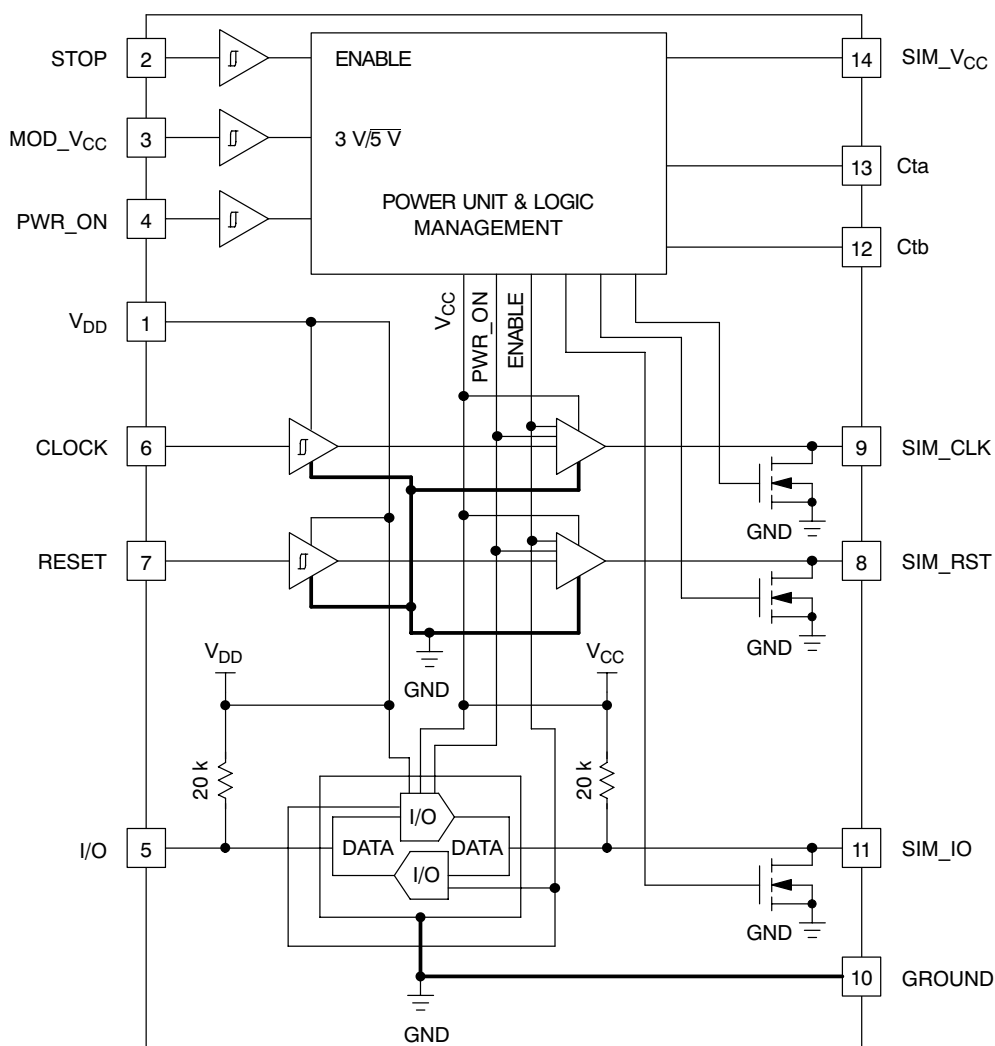 STOP 2 ENABLE 14 SIM_VCC
MOD_VCC 3 3 V/5 V 13 Cta
POWER UNIT & LOGIC
MANAGEMENT
PWR_ON 4 12 Ctb
VDD 1
VCC
PWR_ON
ENABLE
CLOCK 6 9 SIM_CLK
GND
RESET 7 8 SIM_RST
GND
VDD VCC
GND
20 k 20 k
I/O
I/O 5 DATA DATA 11 SIM_IO
I/O
GND
10 GROUND
GND